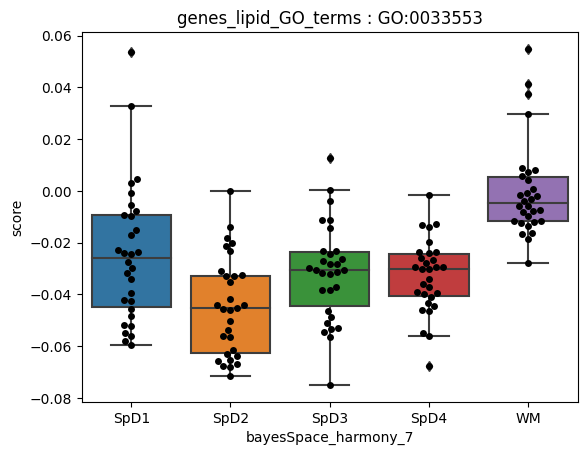 genes_lipid_GO_terms : GO:0033553
0.06
0.04
0.02
0.00
−0.02
−0.04
−0.06
−0.08
score
SpD1 SpD2 SpD3 SpD4 WM
bayesSpace_harmony_7